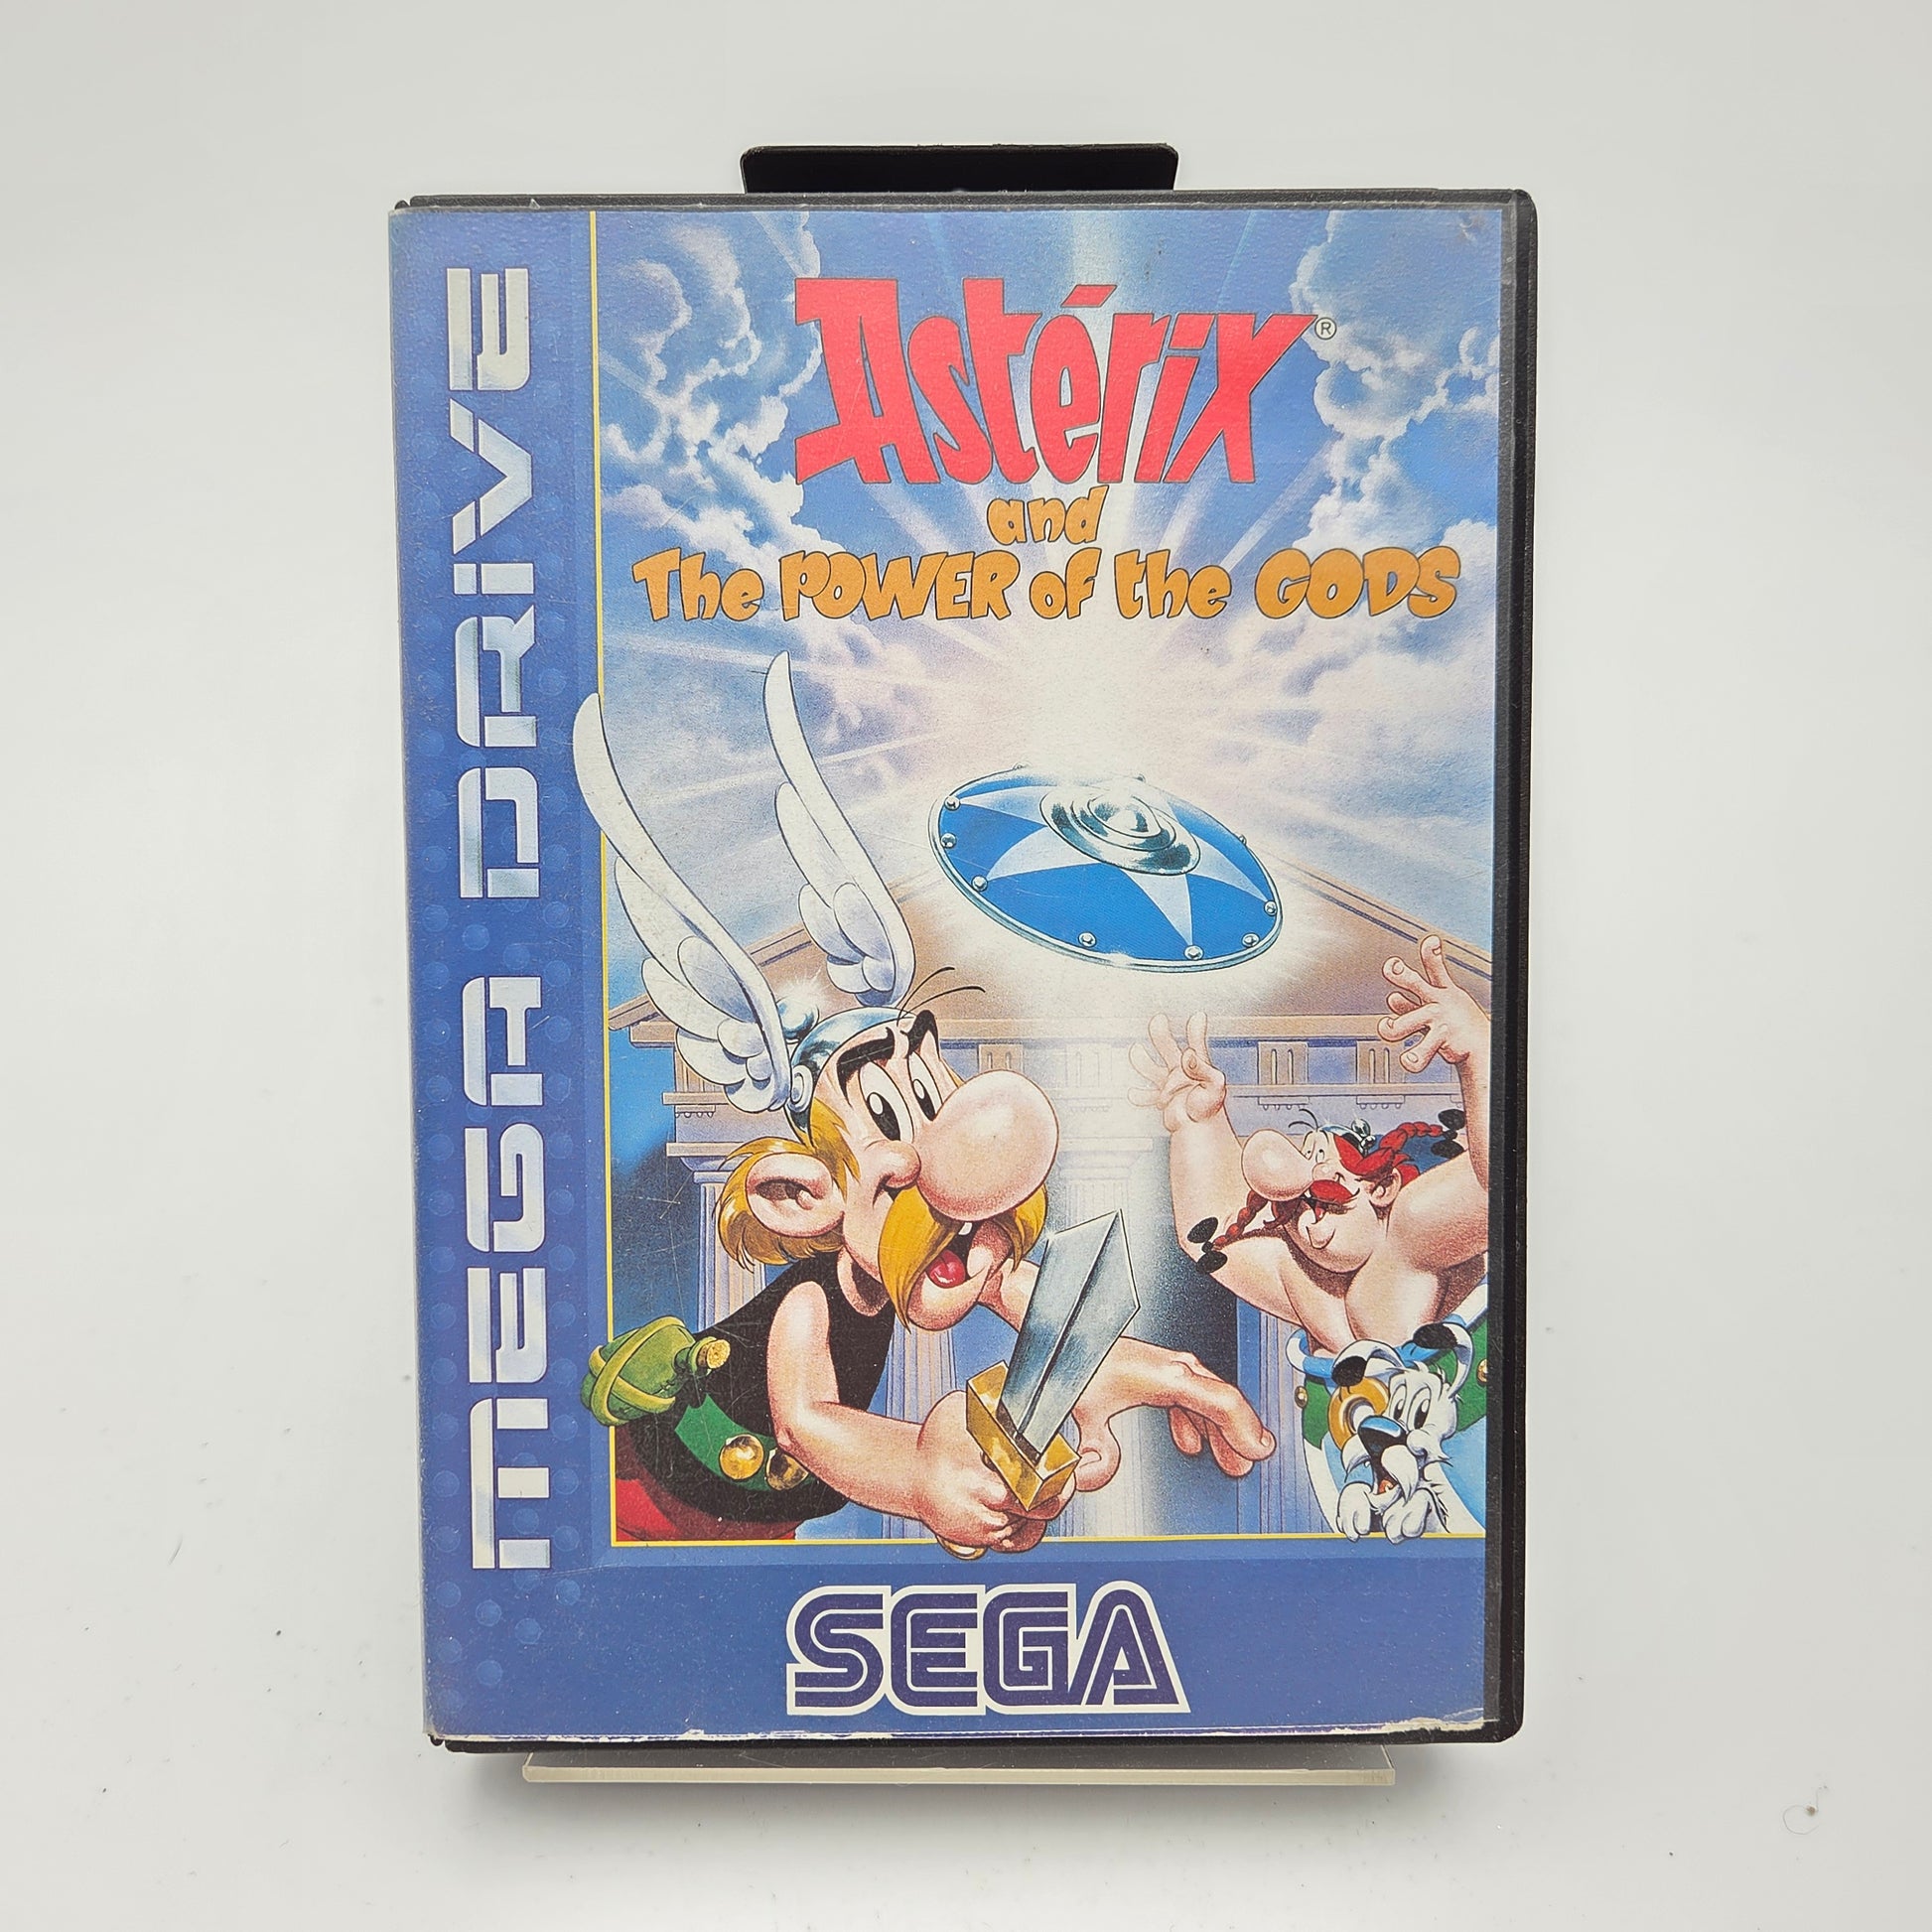 MEGA DRIVE
Astérix®
and
The POWER of the GODS
SEGA